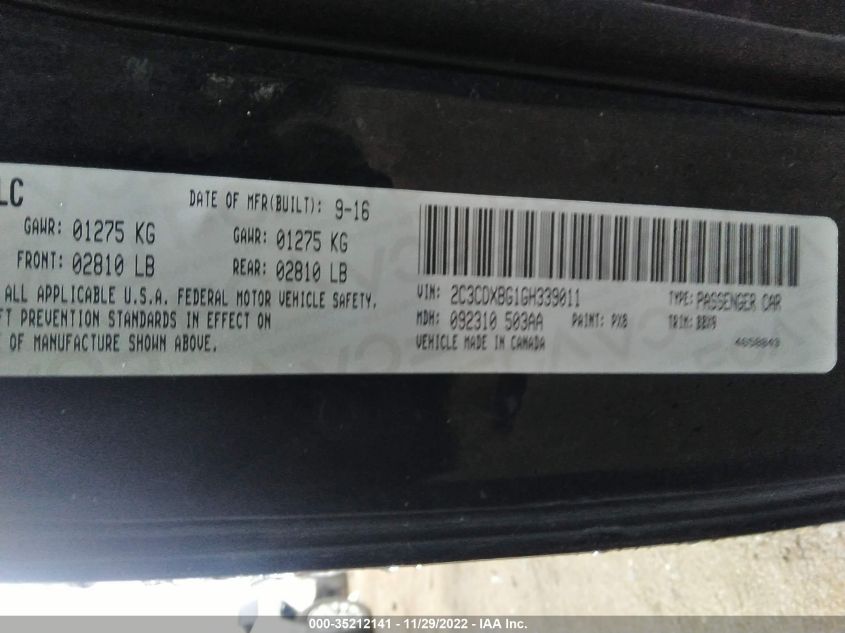 LC
DATE OF MFR(BUILT): 9-16
GAWR: 01275 KG GAWR: 01275 KG
FRONT: 02810 LB REAR: 02810 LB
ALL APPLICABLE U.S.A. FEDERAL MOTOR VEHICLE SAFETY,
FT PREVENTION STANDARDS IN EFFECT ON
OF MANUFACTURE SHOWN ABOVE.
VIN: 2C3CDXBG1GH339011 TYPE: PASSENGER CAR
MDH: 092310 503AA PAINT: PX8 TRIM: BBX9
VEHICLE MADE IN CANADA 4658843
000-35212141 - 11/29/2022 - IAA Inc.